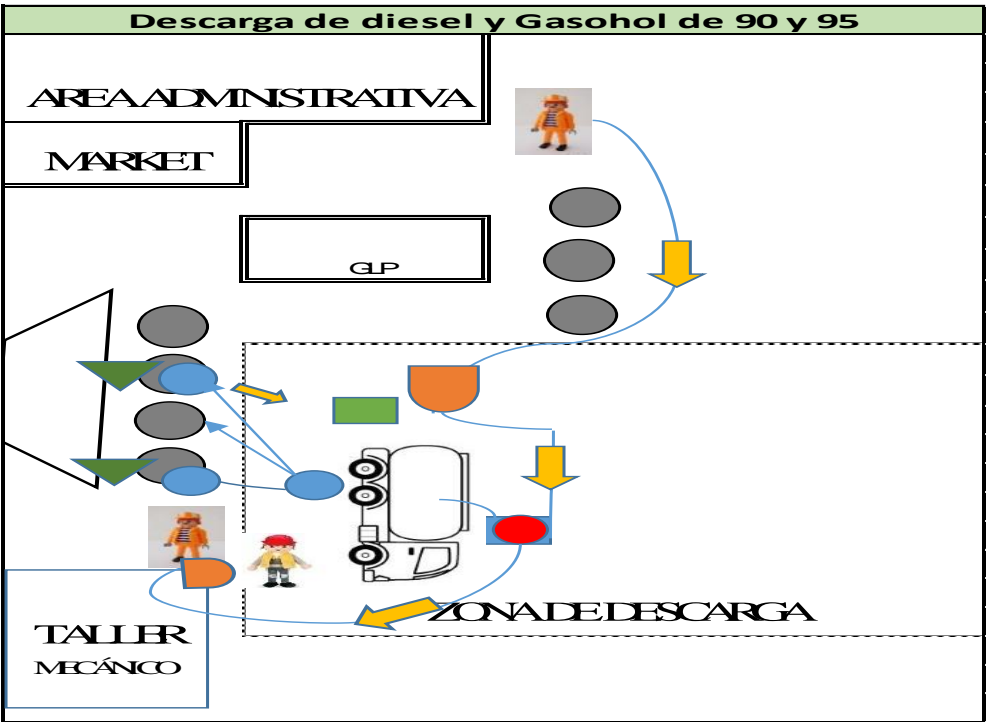 Descarga de diesel y Gasohol de 90 y 95
AREA ADMINISTRATIVA
MARKET
GLP
ZONA DE DESCARGA
TALLER
MECÁNICO